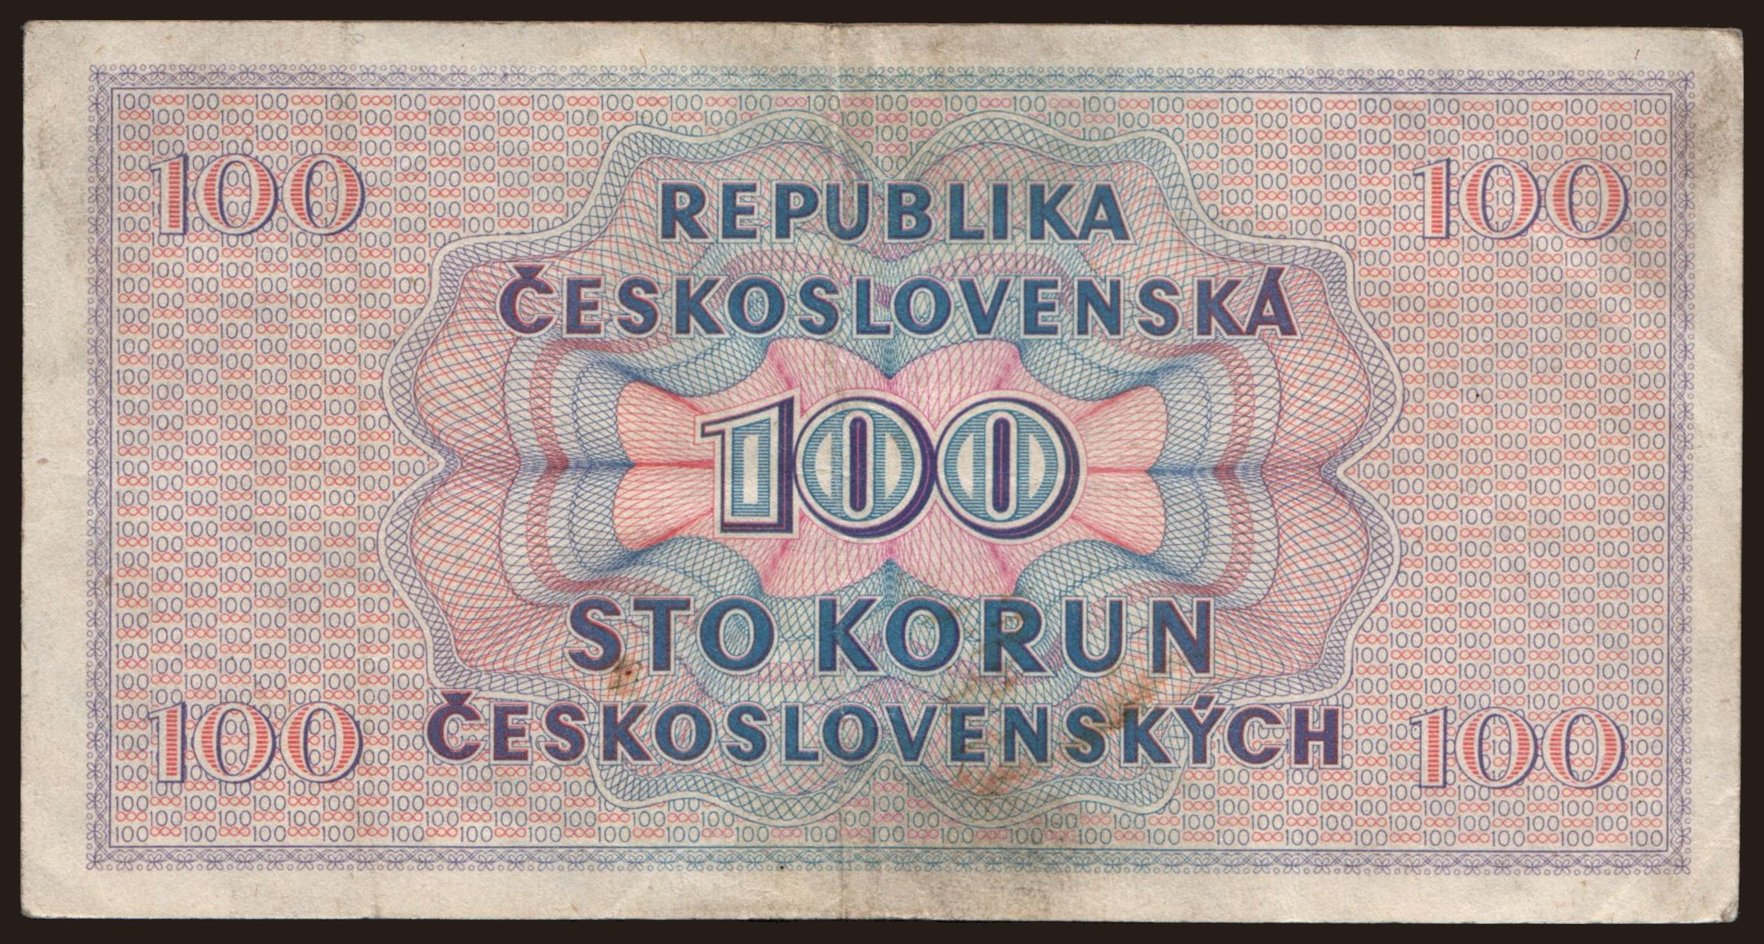 100 100
REPUBLIKA
ČESKOSLOVENSKÁ
100
STO KORUN
ČESKOSLOVENSKÝCH
100 100